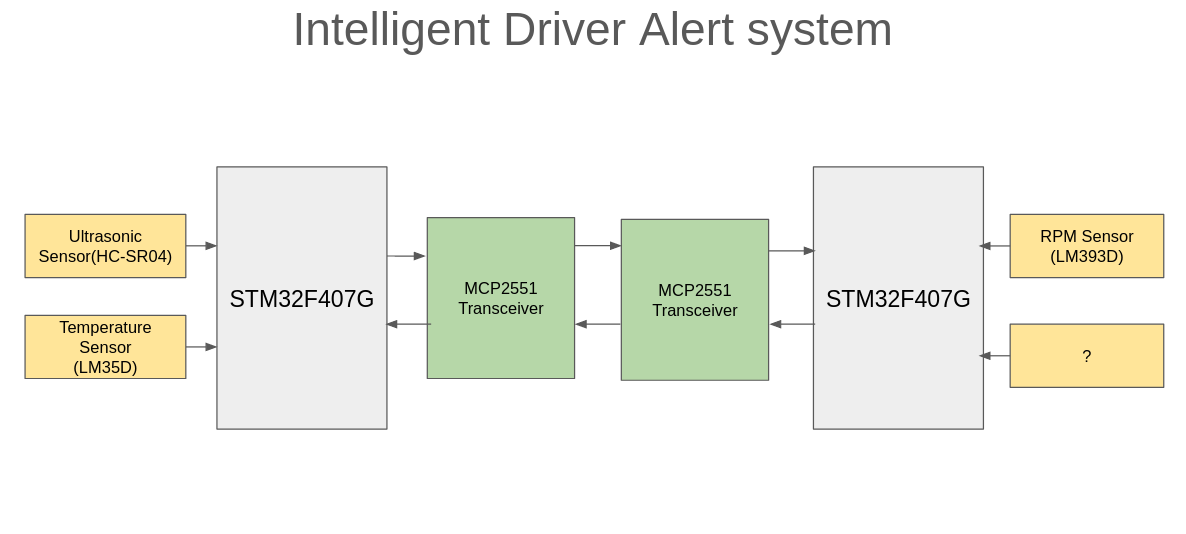 Intelligent Driver Alert system
Ultrasonic
Sensor(HC-SR04)
Temperature
Sensor
(LM35D)
STM32F407G
MCP2551
Transceiver
MCP2551
Transceiver
STM32F407G
RPM Sensor
(LM393D)
?